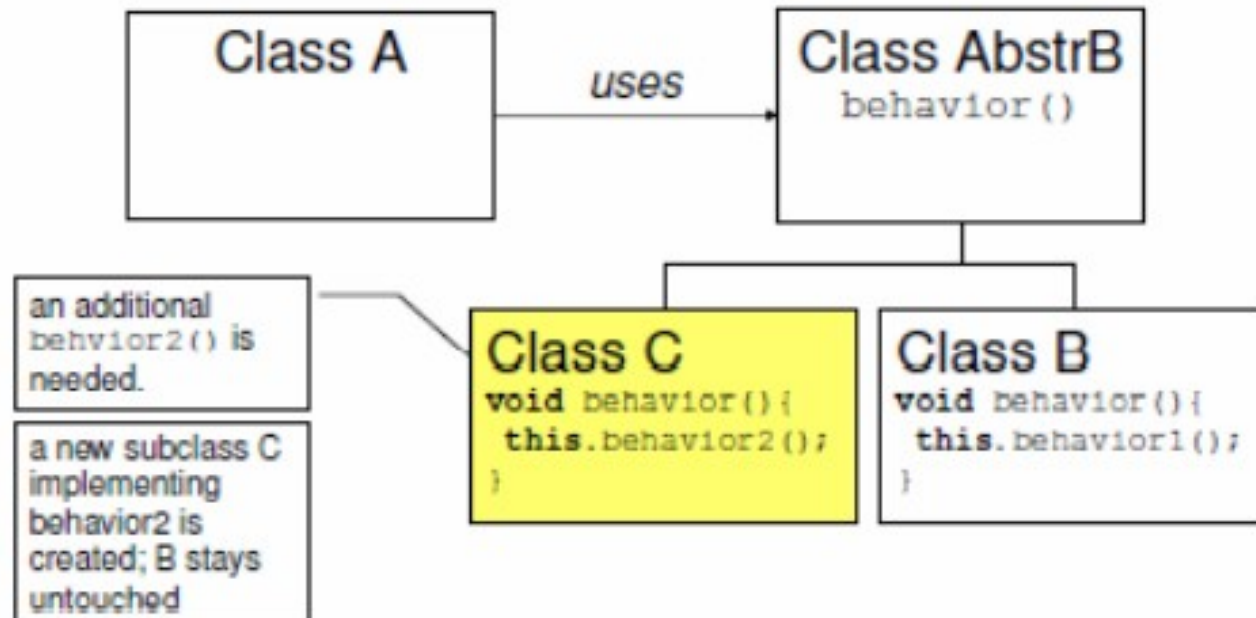 Class A
uses
Class AbstrB
behavior()
an additional
behvior2() is
needed.
a new subclass C
implementing
behavior2 is
created; B stays
untouched
Class C
void behavior(){
this.behavior2();
}
Class B
void behavior(){
this.behavior1();
}